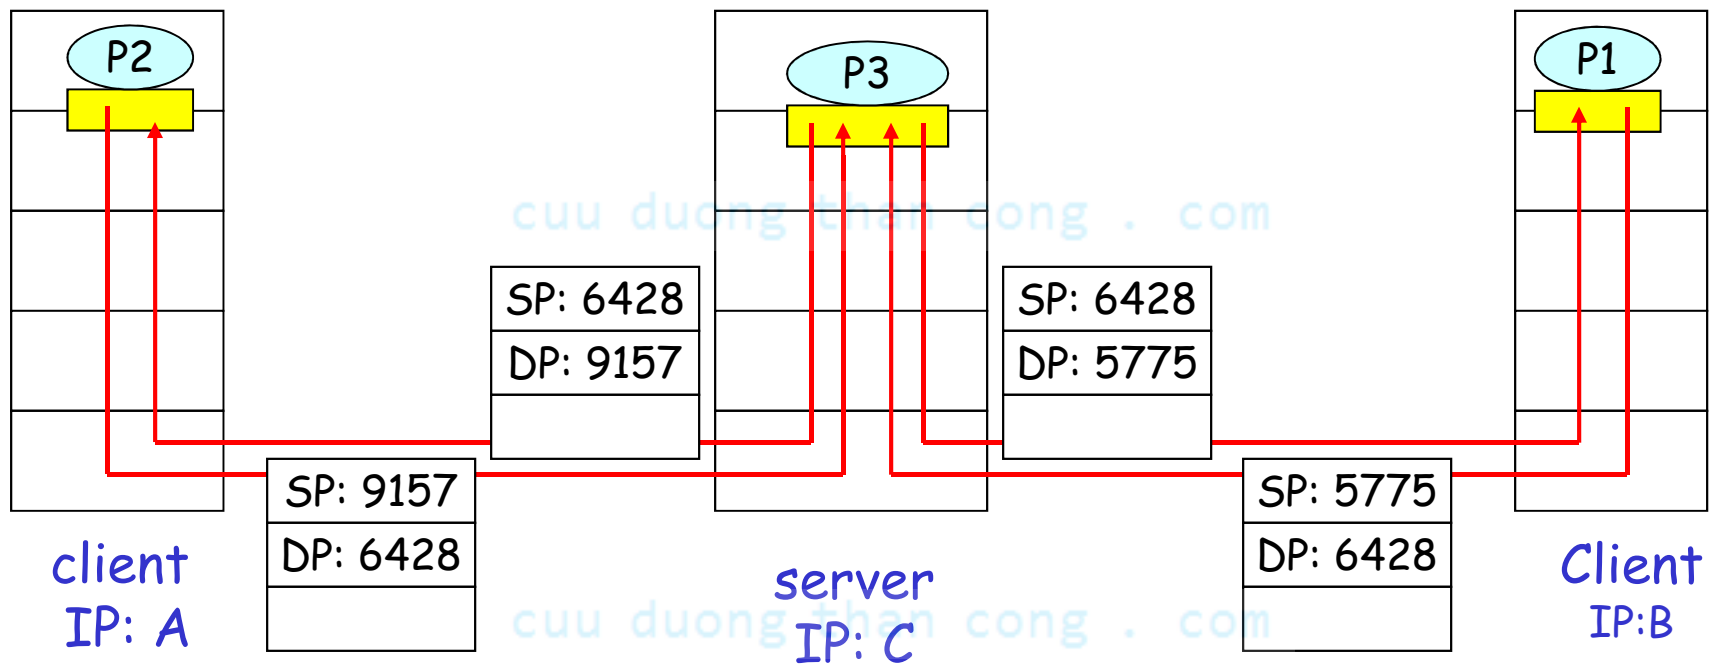 P2
P3
P1
cuu duong than cong . com
SP: 6428
DP: 9157
SP: 6428
DP: 5775
SP: 9157
DP: 6428
SP: 5775
DP: 6428
client
IP: A
server
IP: C
Client
IP:B
cuu duong than cong . com